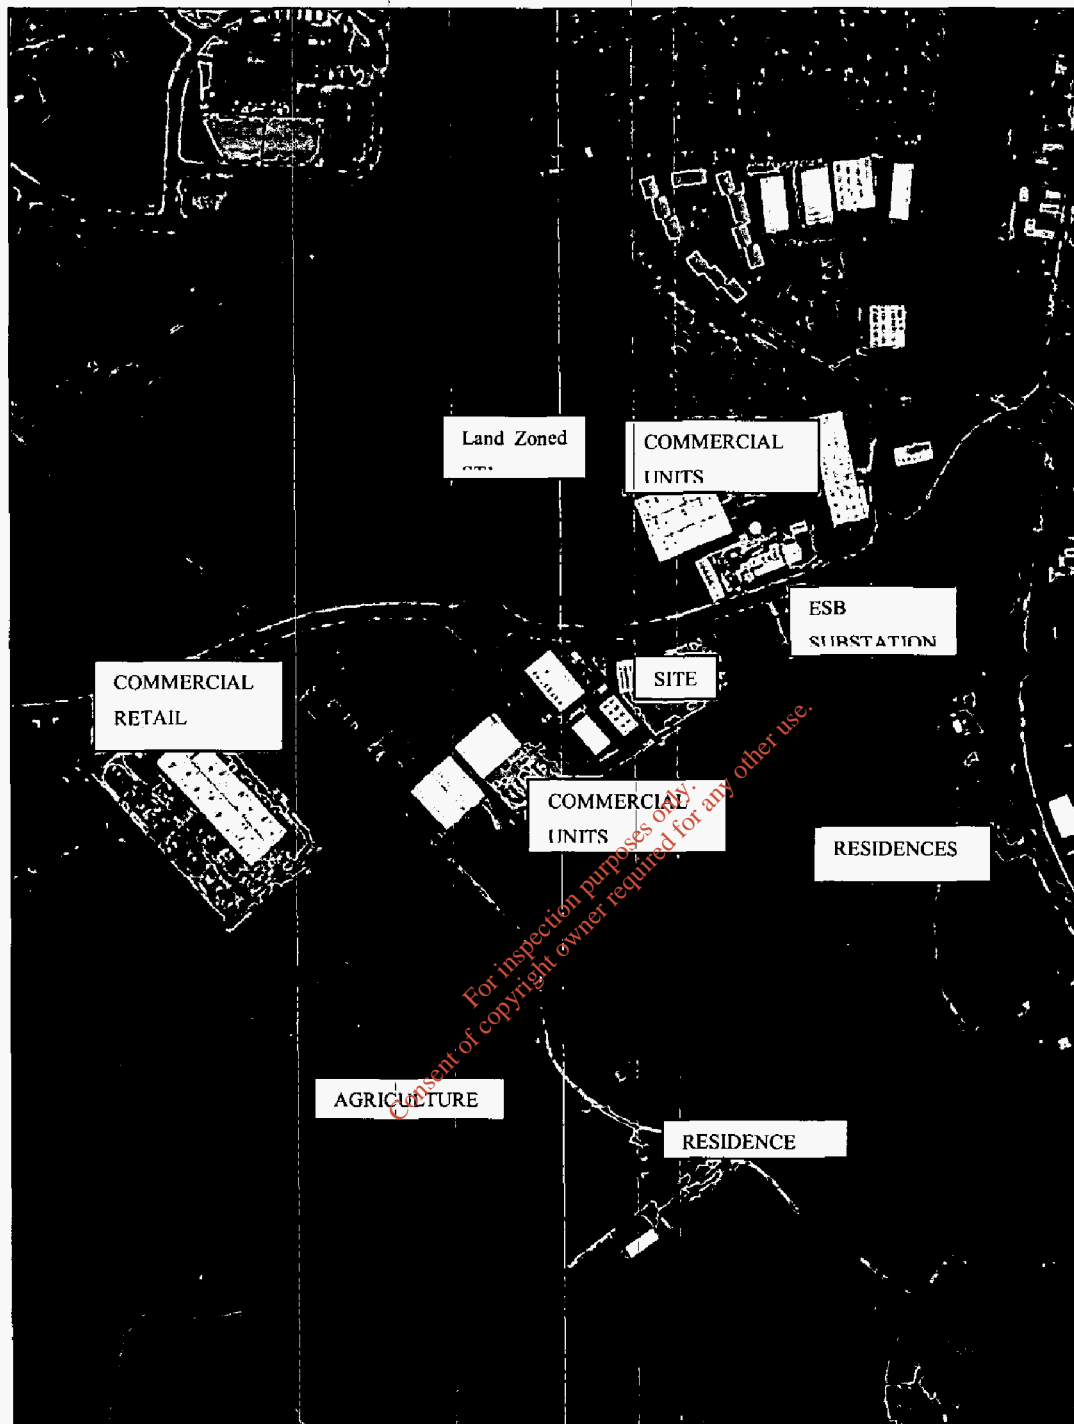 Land Zoned
COMMERCIAL
UNITS
ESB
SUBSTATION
SITE
COMMERCIAL
RETAIL
COMMERCIAL
UNITS
RESIDENCES
AGRICULTURE
RESIDENCE
For inspection purposes only.
Consent of copyright owner required for any other use.